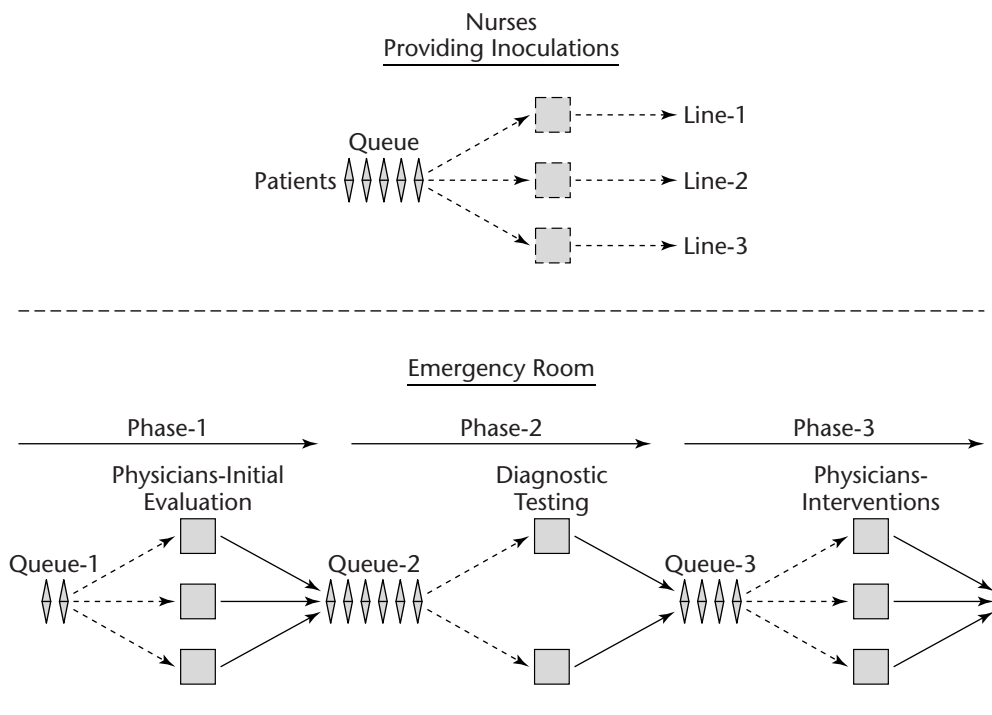 Nurses
Providing Inoculations
Line-1
Queue
Patients
Line-2
Line-3
Emergency Room
Phase-1
Phase-2
Phase-3
Physicians-Initial
Evaluation
Diagnostic
Testing
Physicians-
Interventions
Queue-1
Queue-2
Queue-3